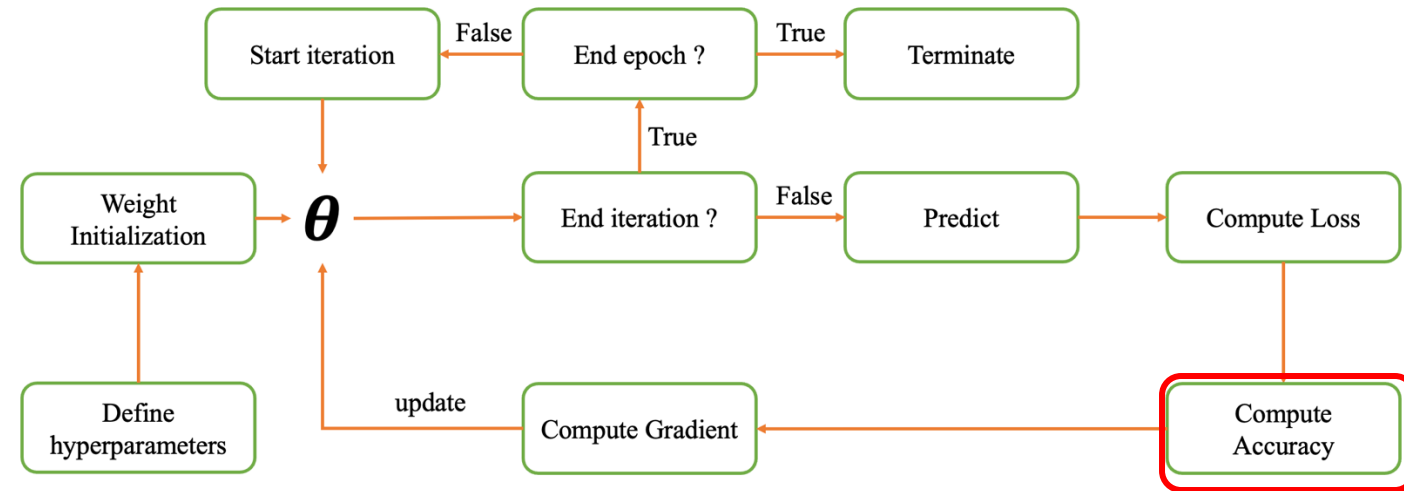 Start iteration
False
End epoch ?
True
Terminate
True
Weight
Initialization
θ
End iteration ?
False
Predict
Compute Loss
Define
hyperparameters
update
Compute Gradient
Compute
Accuracy